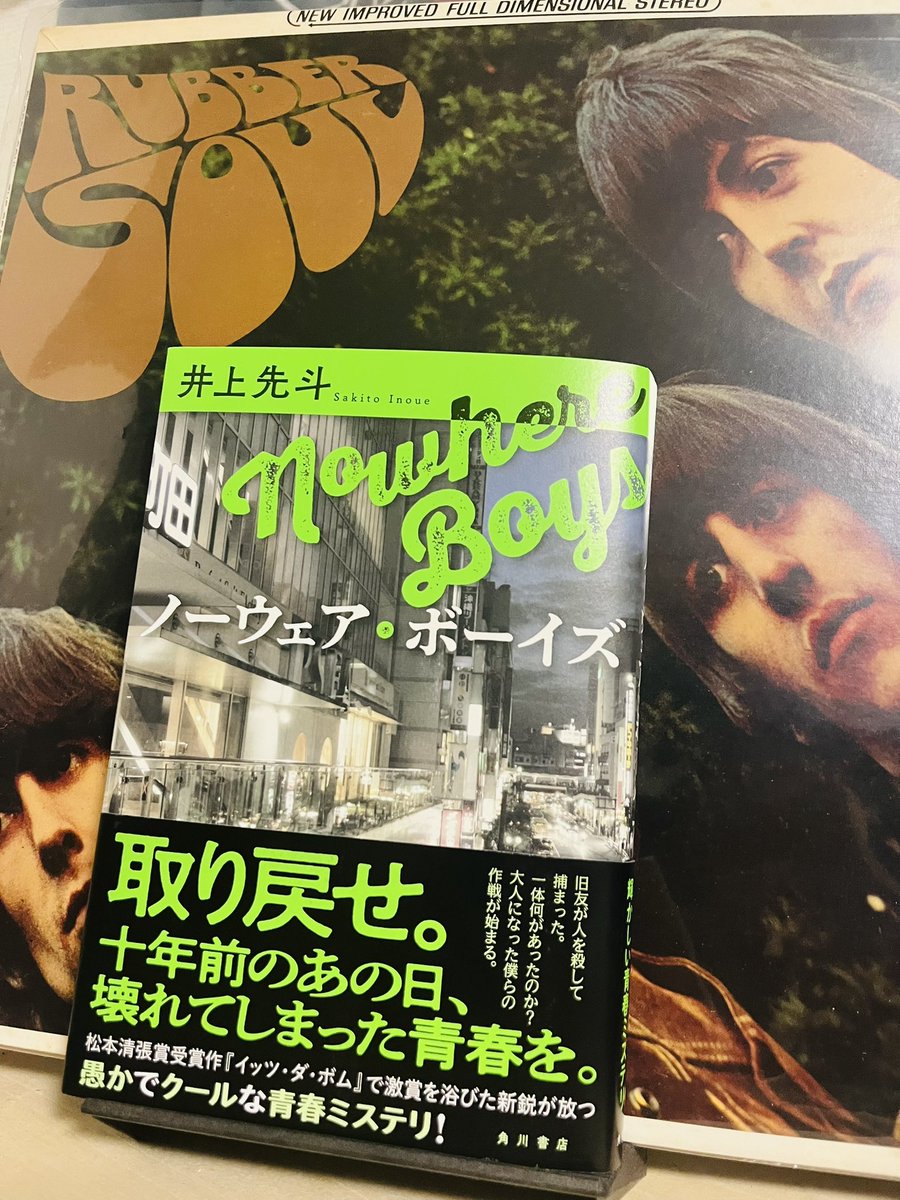 NEW IMPROVED FULL DIMENSIONAL STEREO
RUBBER
SOUL
井上先斗
Sakito Inoue
Nowhere
Boys
ノーウェア・ボーイズ
旧友が人を殺して
捕まった。
一体何があったのか?
大人になった僕らの
作戦が始まる。
取り戻せ。
十年前のあの日、
壊れてしまった青春を。
松本清張賞受賞作『イッツ・ダ・ボム』で激賞を浴びた新鋭が放つ
愚かでクールな青春ミステリ!
角川書店